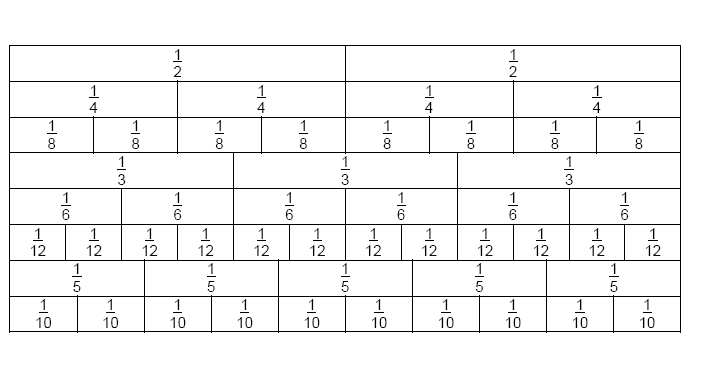 1/2 1/2
1/4 1/4 1/4 1/4
1/8 1/8 1/8 1/8 1/8 1/8 1/8 1/8
1/3 1/3 1/3
1/6 1/6 1/6 1/6 1/6 1/6
1/12 1/12 1/12 1/12 1/12 1/12 1/12 1/12 1/12 1/12 1/12 1/12
1/5 1/5 1/5 1/5 1/5
1/10 1/10 1/10 1/10 1/10 1/10 1/10 1/10 1/10 1/10